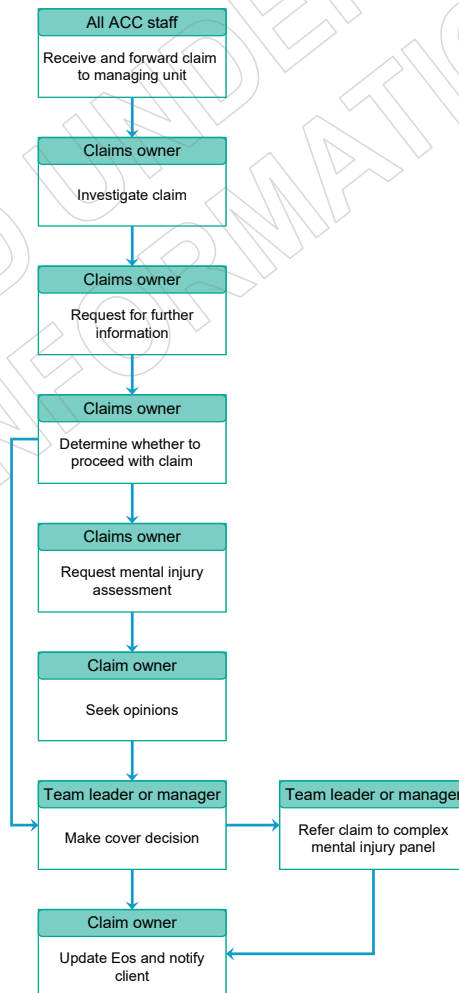 All ACC staff
Receive and forward claim
to managing unit
Claims owner
Investigate claim
Claims owner
Request for further
information
Claims owner
Determine whether to
proceed with claim
Claims owner
Request mental injury
assessment
Claim owner
Seek opinions
Team leader or manager
Make cover decision
Team leader or manager
Refer claim to complex
mental injury panel
Claim owner
Update Eos and notify
client